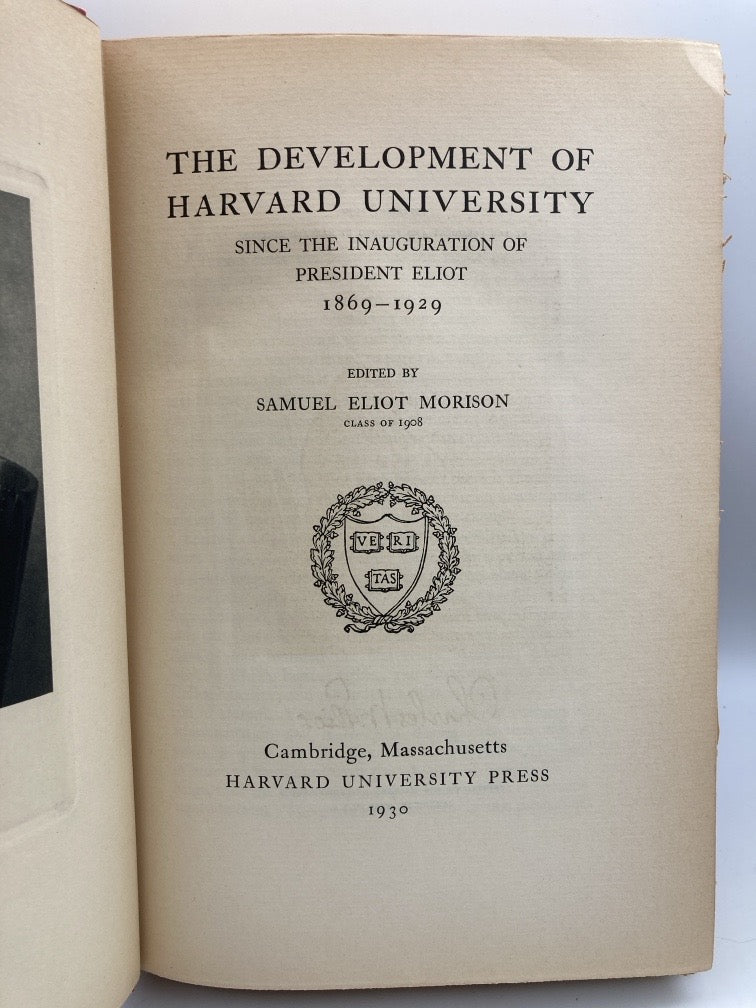 THE DEVELOPMENT OF
HARVARD UNIVERSITY
SINCE THE INAUGURATION OF
PRESIDENT ELIOT
1869–1929
EDITED BY
SAMUEL ELIOT MORISON
CLASS OF 1908
VE RI
TAS
Cambridge, Massachusetts
HARVARD UNIVERSITY PRESS
1930